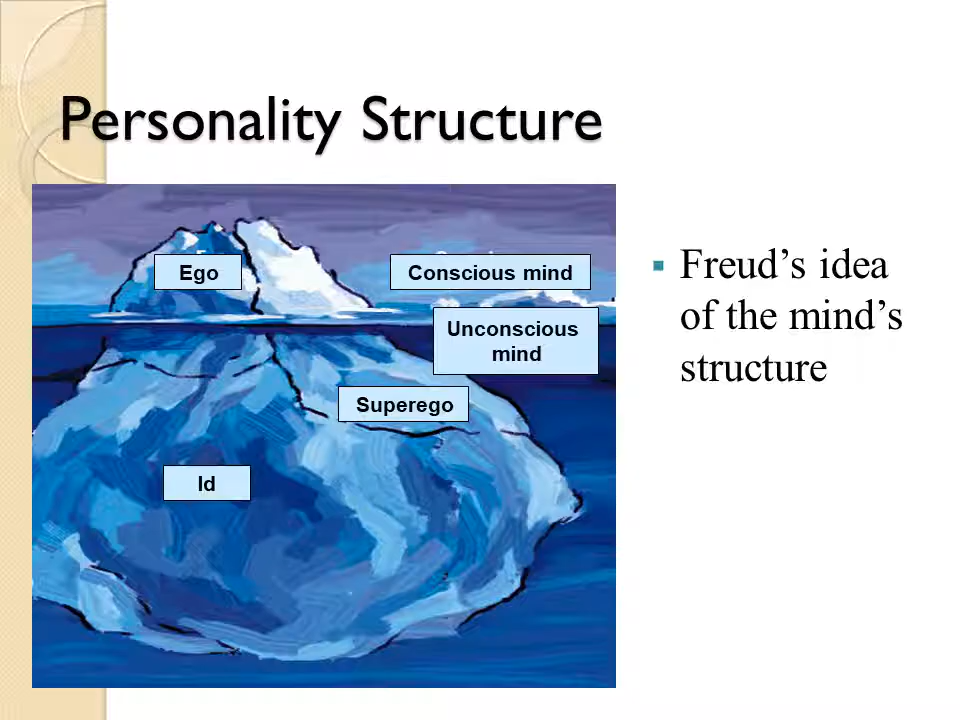 Personality Structure
Ego
Conscious mind
Unconscious
mind
Superego
Id
Freud’s idea
of the mind’s
structure